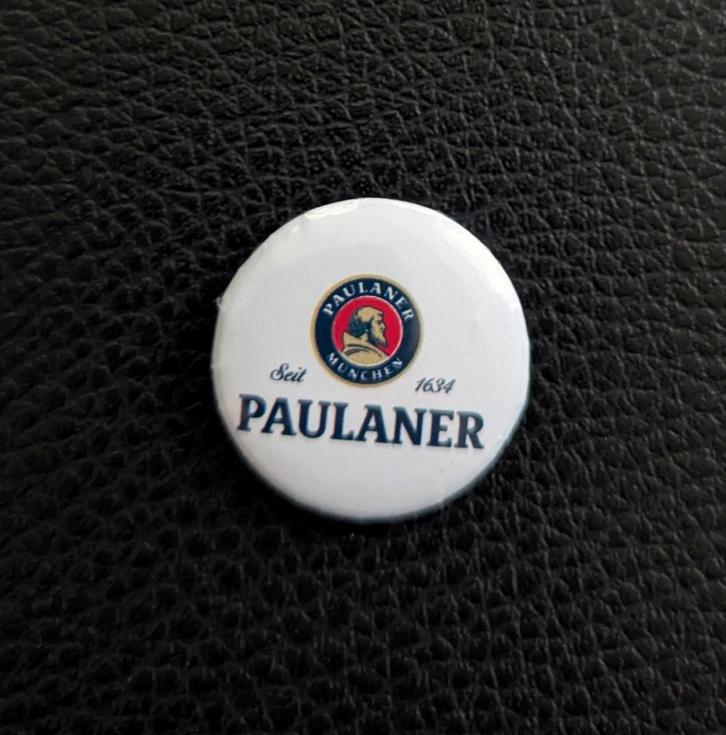 PAULANER
MÜNCHEN
Seit 1634
PAULANER